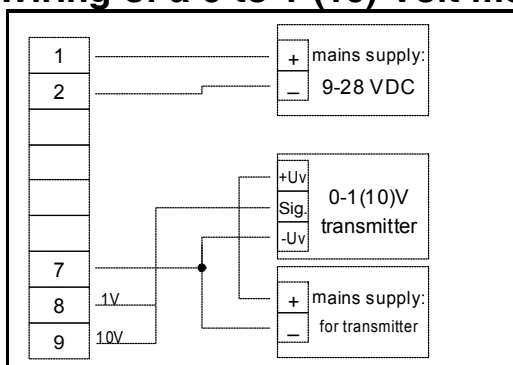 Wiring of a 0 to 1 (10) Volt
1
+ mains supply:
2
– 9-28 VDC
+Uv
Sig. 0-1(10)V
-Uv transmitter
7
8 1V
+ mains supply:
– for transmitter
9 10V